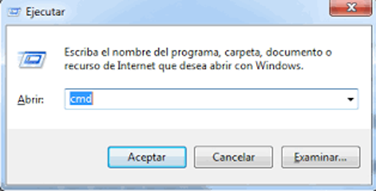 Ejecutar
Escriba el nombre del programa, carpeta, documento o
recurso de Internet que desea abrir con Windows.
Abrir: cmd
Aceptar Cancelar Examinar...